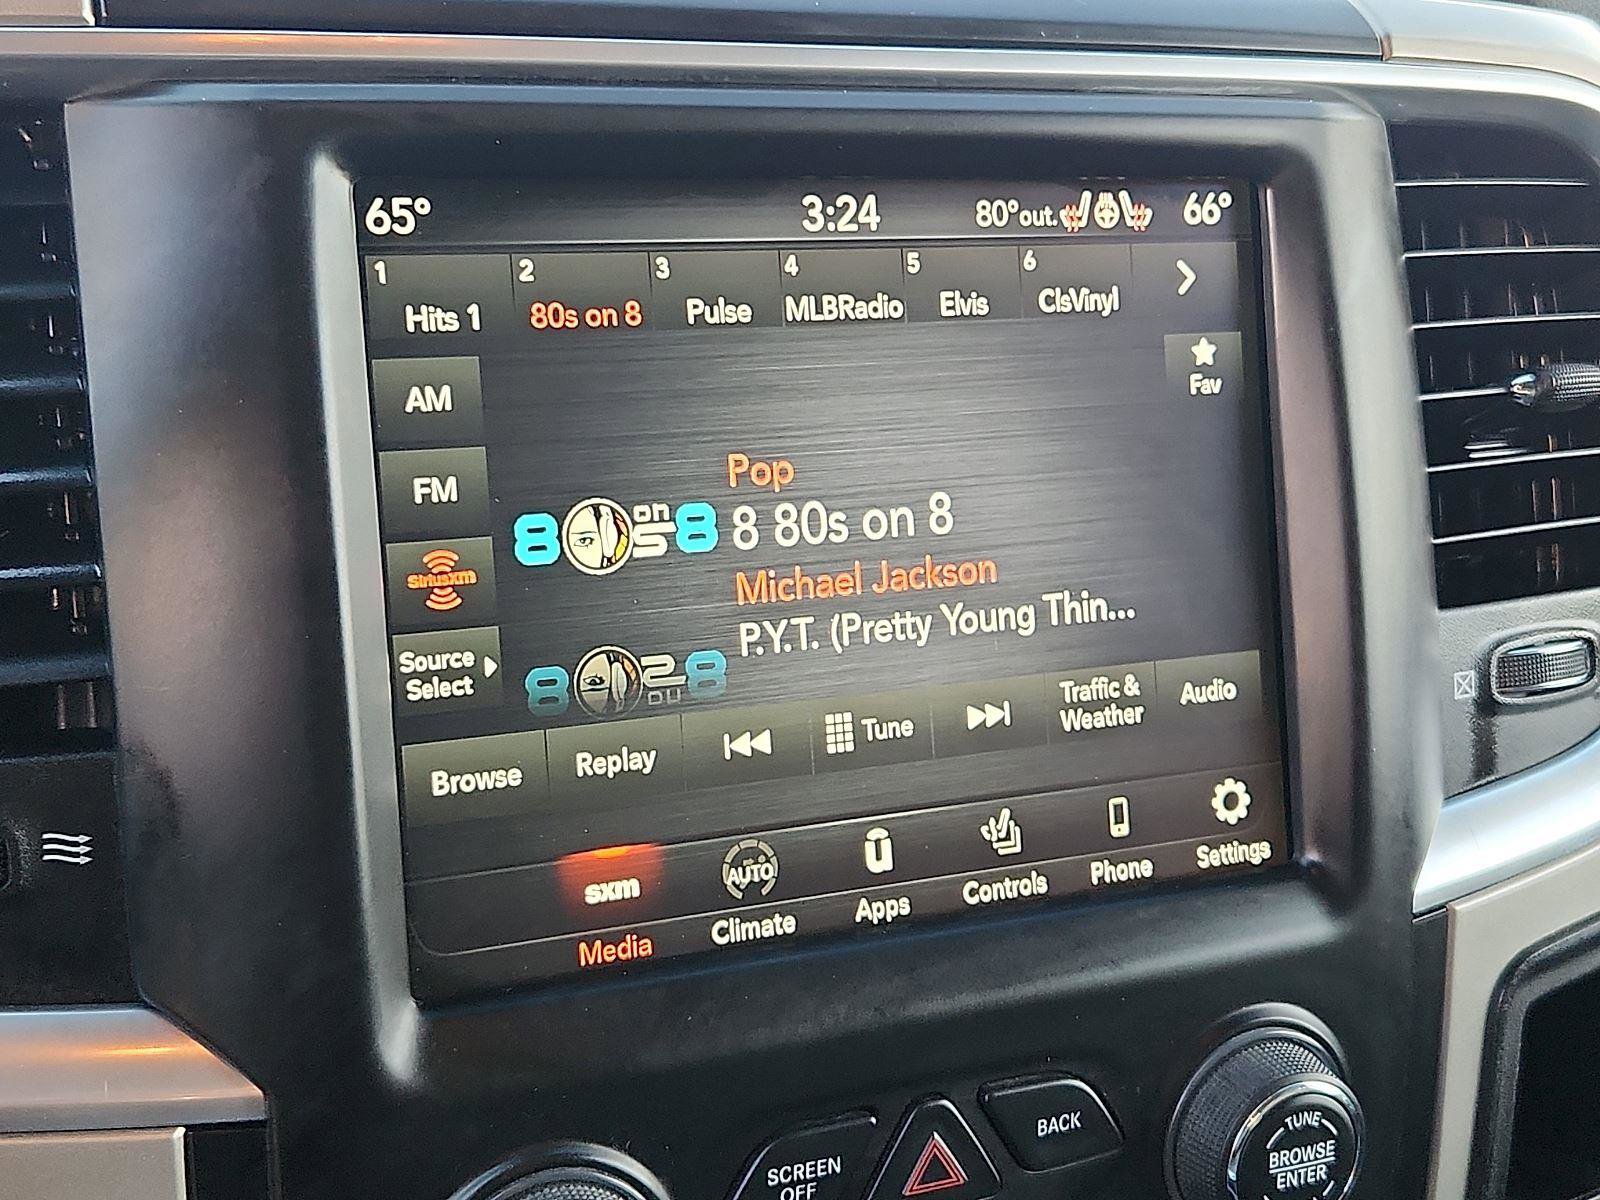 65° 3:24 80°out. 66°
1 2 3 4 5 6
Hits 1 80s on 8 Pulse MLBRadio Elvis ClsVinyl
Fav
AM
FM
SiriusXM
Source
Select
Pop
8 on 8
8 80s on 8
Michael Jackson
P.Y.T. (Pretty Young Thin...
Browse Replay Tune Traffic &
Weather Audio
sxm
AUTO
Media Climate Apps Controls Phone Settings
SCREEN
OFF
BACK
TUNE
BROWSE
ENTER